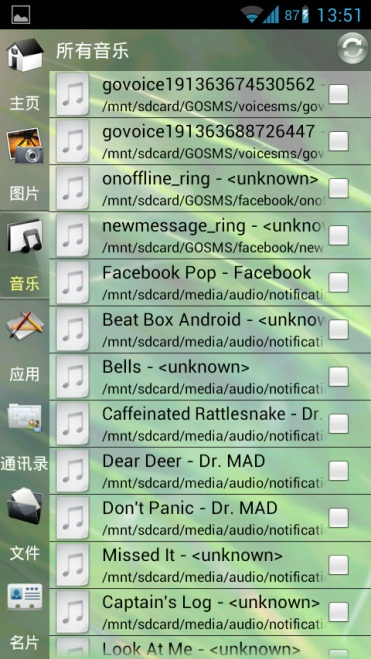 87 13:51
所有音乐
主页
图片
音乐
应用
通讯录
文件
名片
govoice191363674530562 -
/mnt/sdcard/GOSMS/voicesms/gov
govoice191363688726447 -
/mnt/sdcard/GOSMS/voicesms/gov
onoffline_ring - <unknown>
/mnt/sdcard/GOSMS/facebook/onof
newmessage_ring - <unkno
/mnt/sdcard/GOSMS/facebook/new
Facebook Pop - Facebook
/mnt/sdcard/media/audio/notificati
Beat Box Android - <unknov
/mnt/sdcard/media/audio/notificati
Bells - <unknown>
/mnt/sdcard/media/audio/notificati
Caffeinated Rattlesnake - Dr.
/mnt/sdcard/media/audio/notificati
Dear Deer - Dr. MAD
/mnt/sdcard/media/audio/notificati
Don't Panic - Dr. MAD
/mnt/sdcard/media/audio/notificati
Missed It - <unknown>
/mnt/sdcard/media/audio/notificati
Captain's Log - <unknown>
/mnt/sdcard/media/audio/notificati
Look At Me - <unknown>